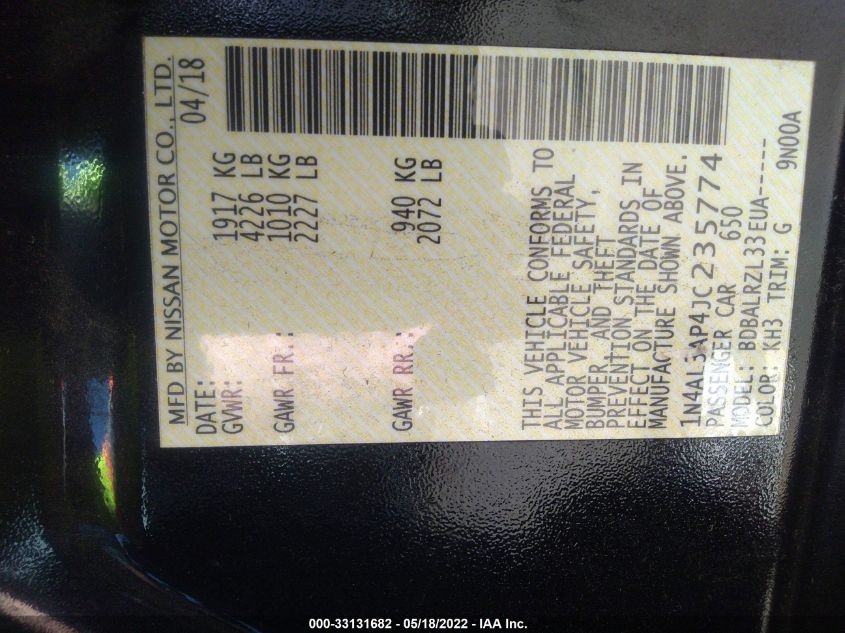 MFD BY NISSAN MOTOR CO., LTD.
DATE: 04/18
GVWR: 1917 KG
4226 LB
GAWR FR.: 1010 KG
2227 LB
GAWR RR.: 940 KG
2072 LB
THIS VEHICLE CONFORMS TO
ALL APPLICABLE FEDERAL
MOTOR VEHICLE SAFETY,
BUMPER AND THEFT
PREVENTION STANDARDS IN
EFFECT ON THE DATE OF
MANUFACTURE SHOWN ABOVE.
1N4AL3AP4JC235774
PASSENGER CAR 650
MODEL: BDBALRZL33EUA-----
COLOR: KH3 TRIM: G 9N00A
000-33131682 - 05/18/2022 - IAA Inc.